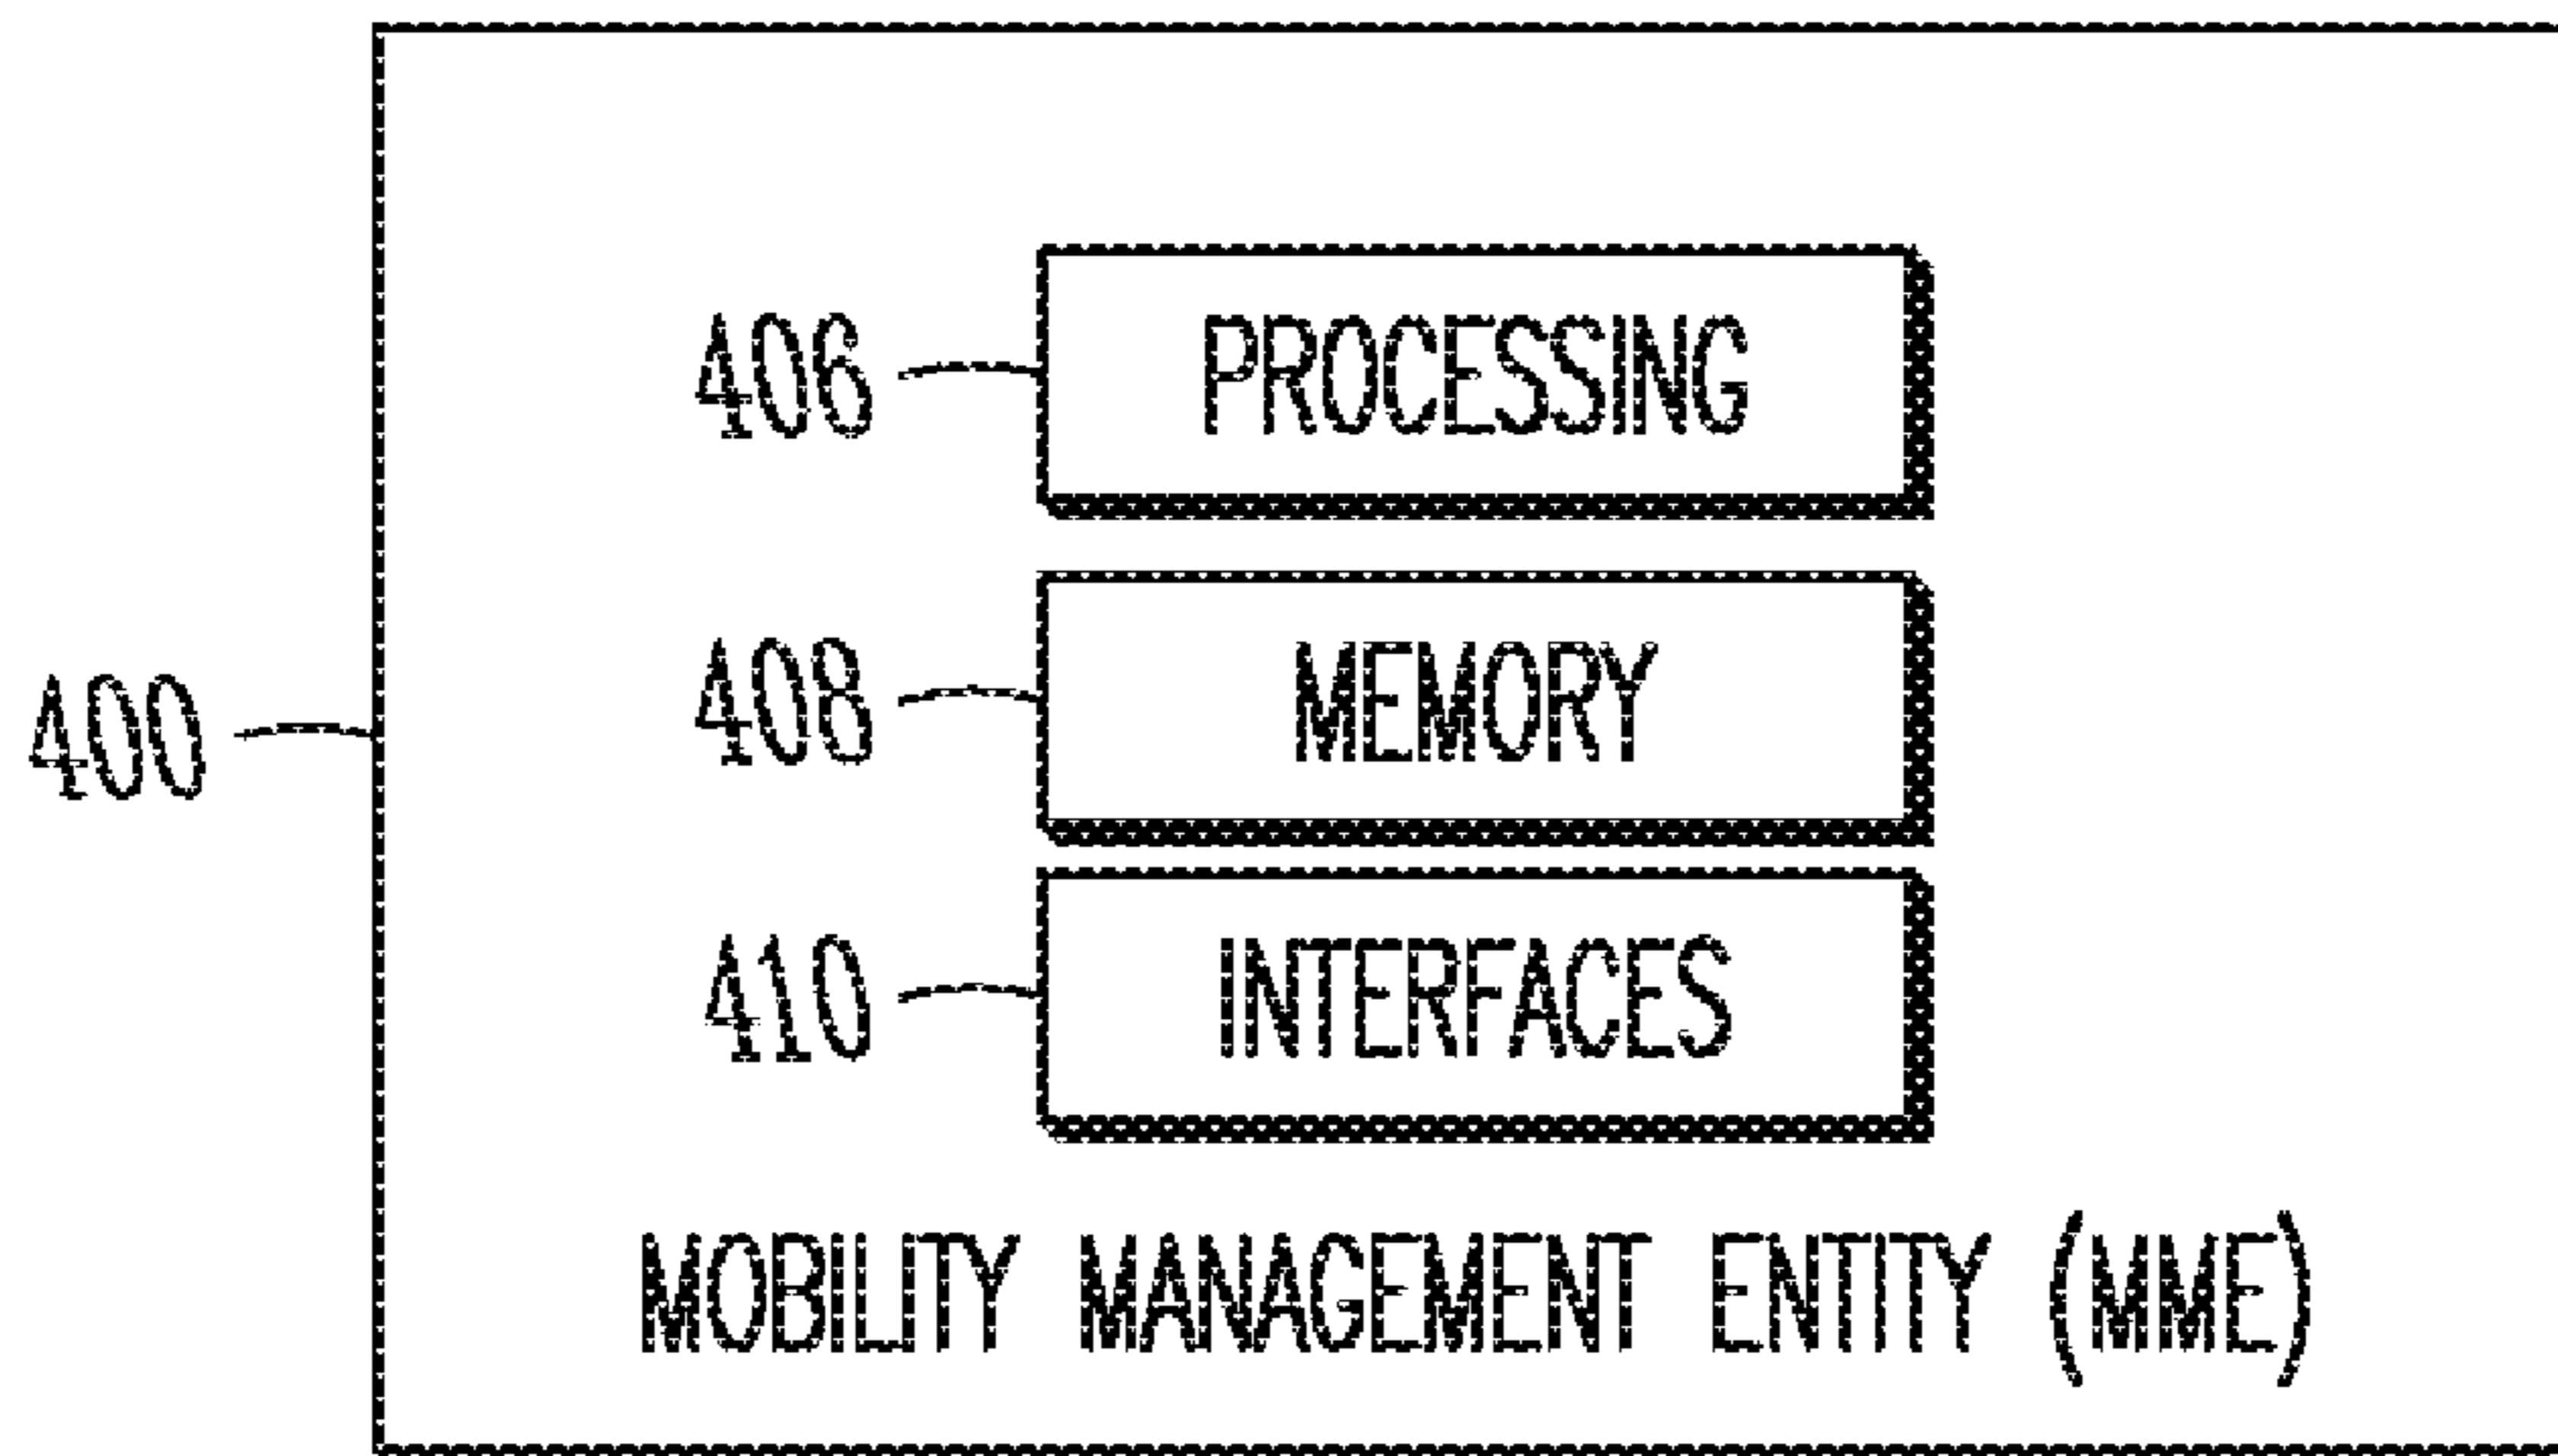 406 PROCESSING
408 MEMORY
400
410 INTERFACES
MOBILITY MANAGEMENT ENTITY (MME)